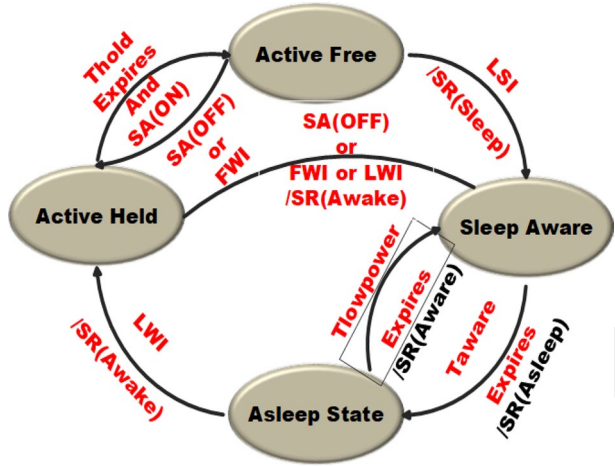 Active Free
Thold
Expires
And
SA(ON)
SA(OFF)
or
FWI
LSI
/SR(Sleep)
SA(OFF)
or
FWI or LWI
/SR(Awake)
Active Held
Sleep Aware
Tlowpower
Expires
/SR(Aware)
Taware
Expires
/SR(Asleep)
LWI
/SR(Awake)
Asleep State